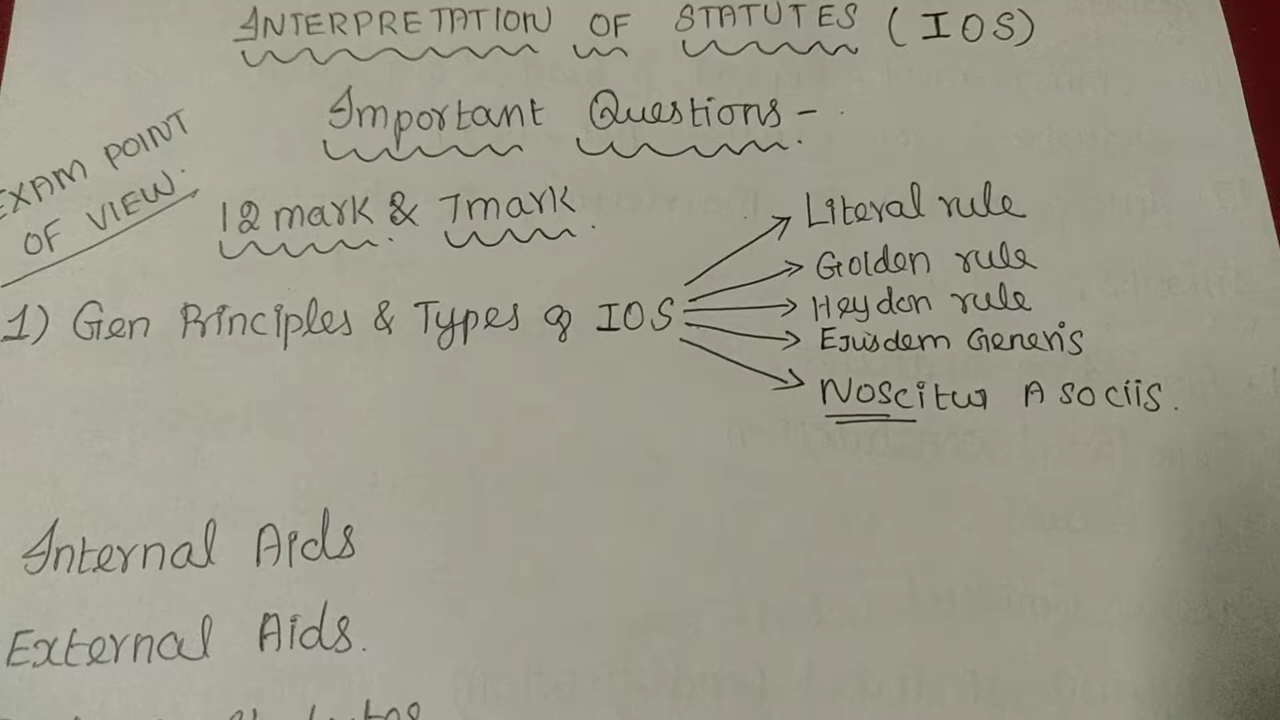 INTERPRETATION OF STATUTES (IOS)
Important Questions -
EXAM POINT
OF VIEW.
12 mark & 7mark.
1) Gen Principles & Types of IOS
Literal rule
Golden rule
Heydon rule
Ejusdem Generis
Noscitur A sociis.
Internal Aids
External Aids.